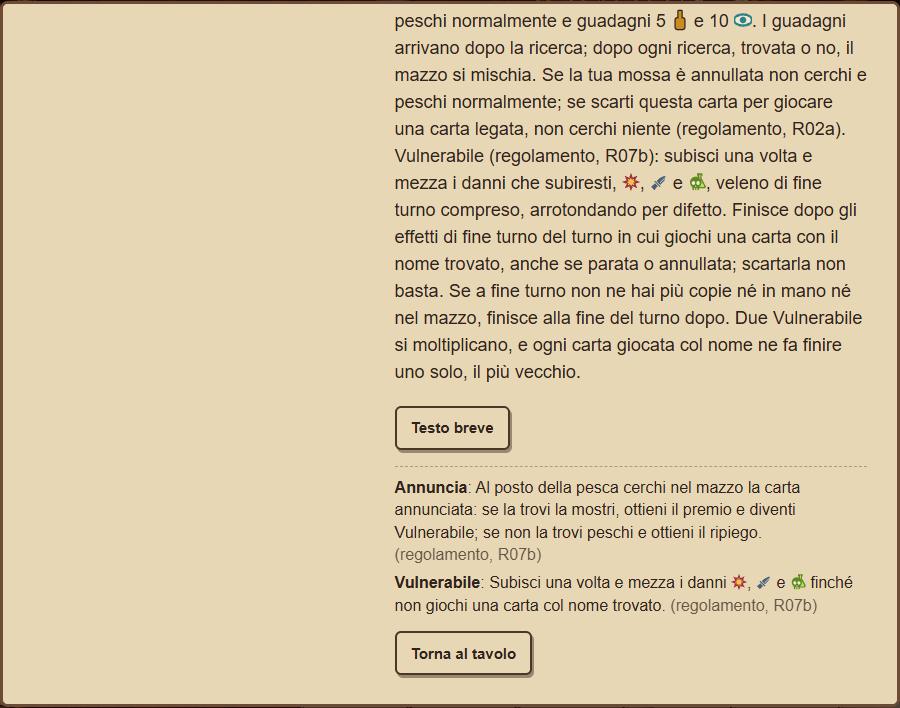 peschi normalmente e guadagni 5 e 10 . I guadagni
arrivano dopo la ricerca; dopo ogni ricerca, trovata o no, il
mazzo si mischia. Se la tua mossa è annullata non cerchi e
peschi normalmente; se scarti questa carta per giocare
una carta legata, non cerchi niente (regolamento, R02a).
Vulnerabile (regolamento, R07b): subisci una volta e
mezza i danni che subiresti, , e , veleno di fine
turno compreso, arrotondando per difetto. Finisce dopo gli
effetti di fine turno del turno in cui giochi una carta con il
nome trovato, anche se parata o annullata; scartarla non
basta. Se a fine turno non ne hai più copie né in mano né
nel mazzo, finisce alla fine del turno dopo. Due Vulnerabile
si moltiplicano, e ogni carta giocata col nome ne fa finire
uno solo, il più vecchio.
Testo breve
Annuncia: Al posto della pesca cerchi nel mazzo la carta
annunciata: se la trovi la mostri, ottieni il premio e diventi
Vulnerabile; se non la trovi peschi e ottieni il ripiego.
(regolamento, R07b)
Vulnerabile: Subisci una volta e mezza i danni , e finché
non giochi una carta col nome trovato. (regolamento, R07b)
Torna al tavolo